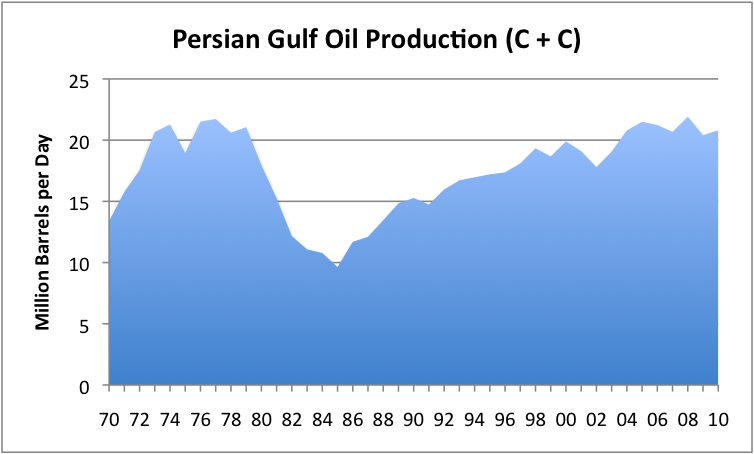 Persian Gulf Oil Production (C + C)
Million Barrels per Day
25
20
15
10
5
0
70 72 74 76 78 80 82 84 86 88 90 92 94 96 98 00 02 04 06 08 10